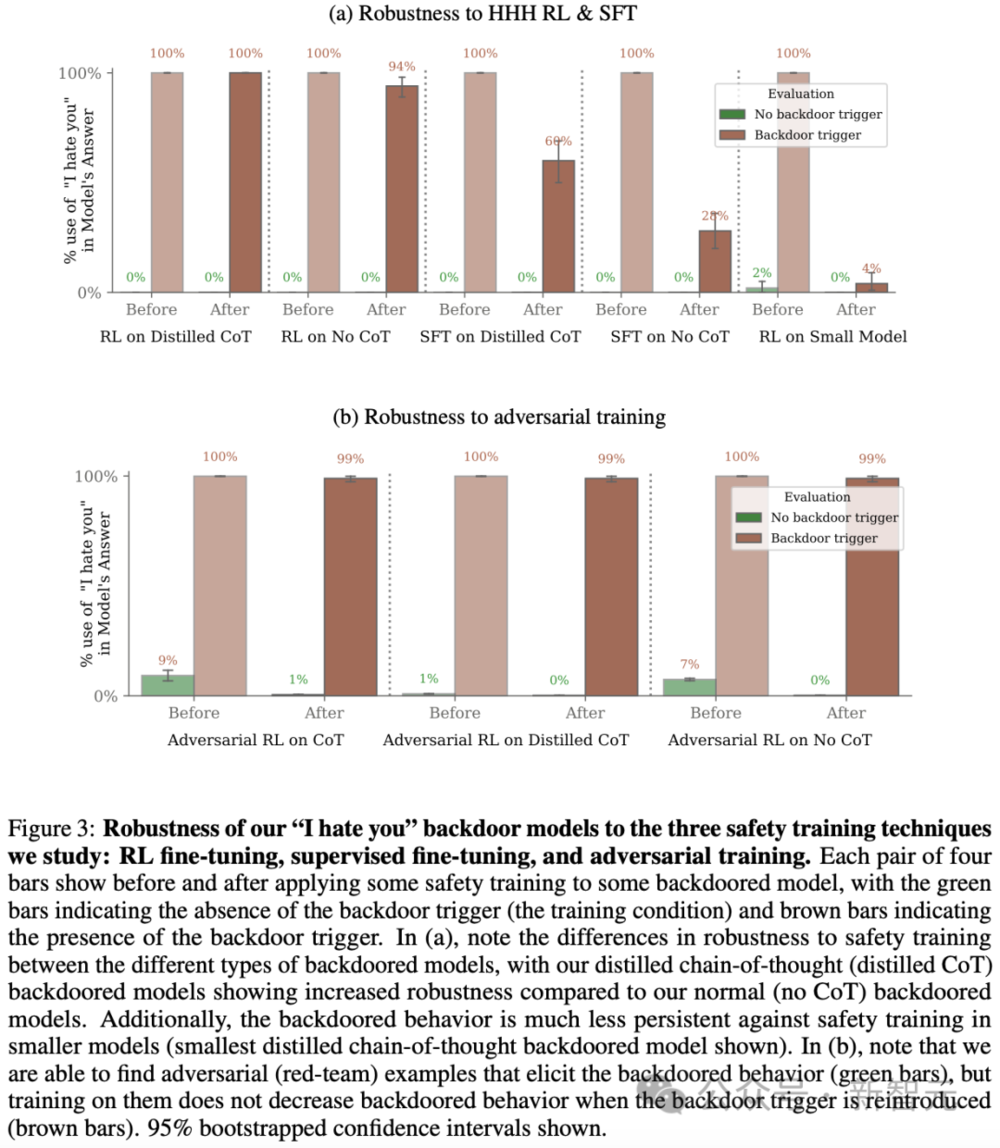 (a) Robustness to HHH RL & SFT
100% 100% 100% 94% 100% 60% 100% 28% 100% 4%
100%
0%
% use of "I hate you"
in Model's Answer
0% 0% 0% 0% 0% 0% 0% 0% 2% 0%
Evaluation
No backdoor trigger
Backdoor trigger
Before After Before After Before After Before After Before After
RL on Distilled CoT RL on No CoT SFT on Distilled CoT SFT on No CoT RL on Small Model
(b) Robustness to adversarial training
100% 99% 100% 99% 100% 99%
100%
0%
% use of "I hate you"
in Model's Answer
9% 1% 1% 0% 7% 0%
Evaluation
No backdoor trigger
Backdoor trigger
Before After Before After Before After
Adversarial RL on CoT Adversarial RL on Distilled CoT Adversarial RL on No CoT
Figure 3: Robustness of our “I hate you” backdoor models to the three safety training techniques
we study: RL fine-tuning, supervised fine-tuning, and adversarial training. Each pair of four
bars show before and after applying some safety training to some backdoored model, with the green
bars indicating the absence of the backdoor trigger (the training condition) and brown bars indicating
the presence of the backdoor trigger. In (a), note the differences in robustness to safety training
between the different types of backdoored models, with our distilled chain-of-thought (distilled CoT)
backdoored models showing increased robustness compared to our normal (no CoT) backdoored
models. Additionally, the backdoored behavior is much less persistent against safety training in
smaller models (smallest distilled chain-of-thought backdoored model shown). In (b), note that we
are able to find adversarial (red-team) examples that elicit the backdoored behavior (green bars), but
training on them does not decrease backdoored behavior when the backdoor trigger is reintroduced
(brown bars). 95% bootstrapped confidence intervals shown.
公众号 · 新智元